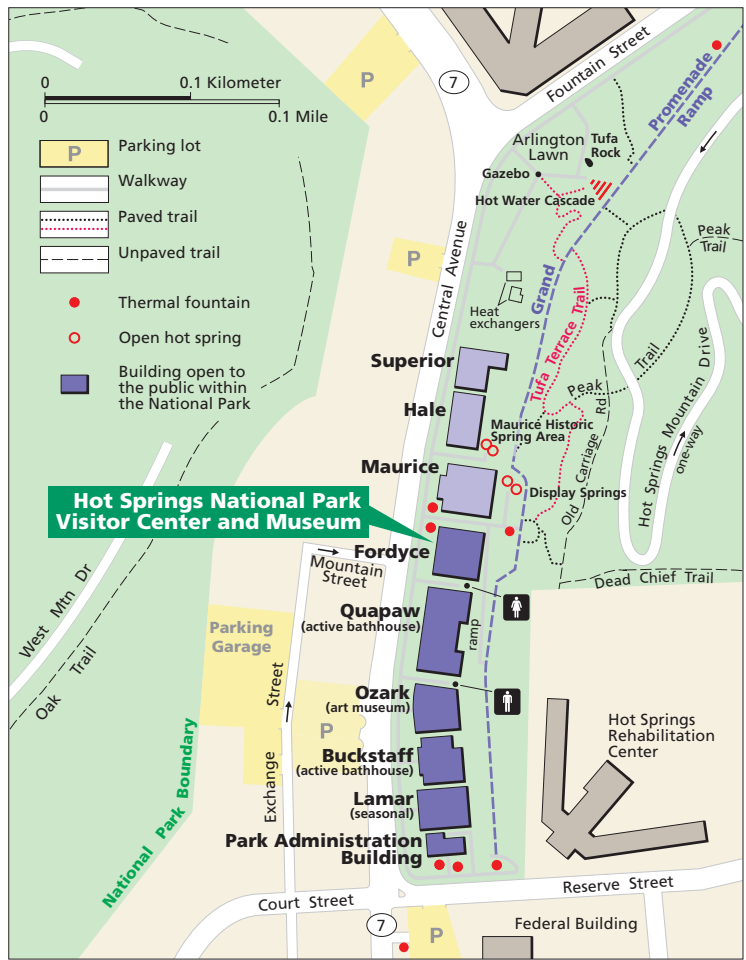 0
0.1 Kilometer
0
0.1 Mile
P
Parking lot
Walkway
Paved trail
Unpaved trail
Thermal fountain
Open hot spring
Building open to
the public within
the National Park
P
7
Fountain Street
Promenade
Ramp
Arlington
Lawn
Tufa
Rock
Gazebo
Hot Water Cascade
Peak
Trail
P
Central Avenue
Grand
Heat
exchangers
Tufa Terrace Trail
Superior
Peak
Trail
Hale
Maurice Historic
Spring Area
Old Carriage Rd
Hot Springs Mountain Drive
one-way
Maurice
Display Springs
Hot Springs National Park
Visitor Center and Museum
Fordyce
Mountain
Street
Dead Chief Trail
West Mtn Dr
Oak Trail
Quapaw
(active bathhouse)
ramp
Parking
Garage
Exchange Street
P
Ozark
(art museum)
Hot Springs
Rehabilitation
Center
Buckstaff
(active bathhouse)
Lamar
(seasonal)
National Park Boundary
Park Administration
Building
Court Street
Reserve Street
7
P
Federal Building